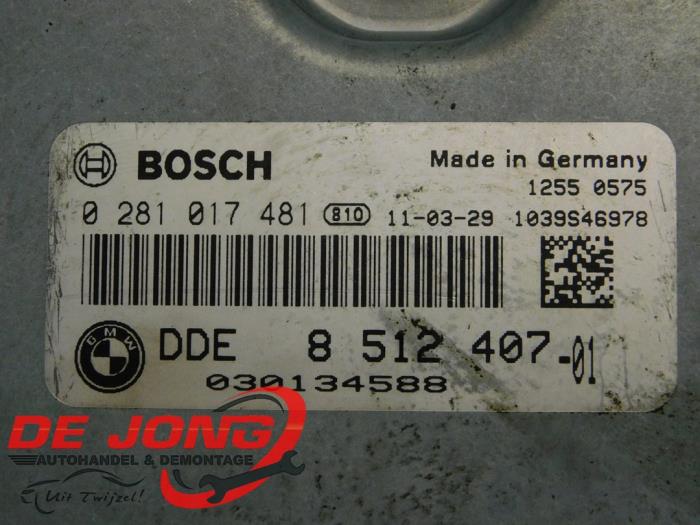 BOSCH Made in Germany
1255 0575
0 281 017 481 810 11-03-29 1039S46978
BMW DDE 8 512 407-01
030134588
DE JONG
AUTOHANDEL & DEMONTAGE
Uit Twijzel!